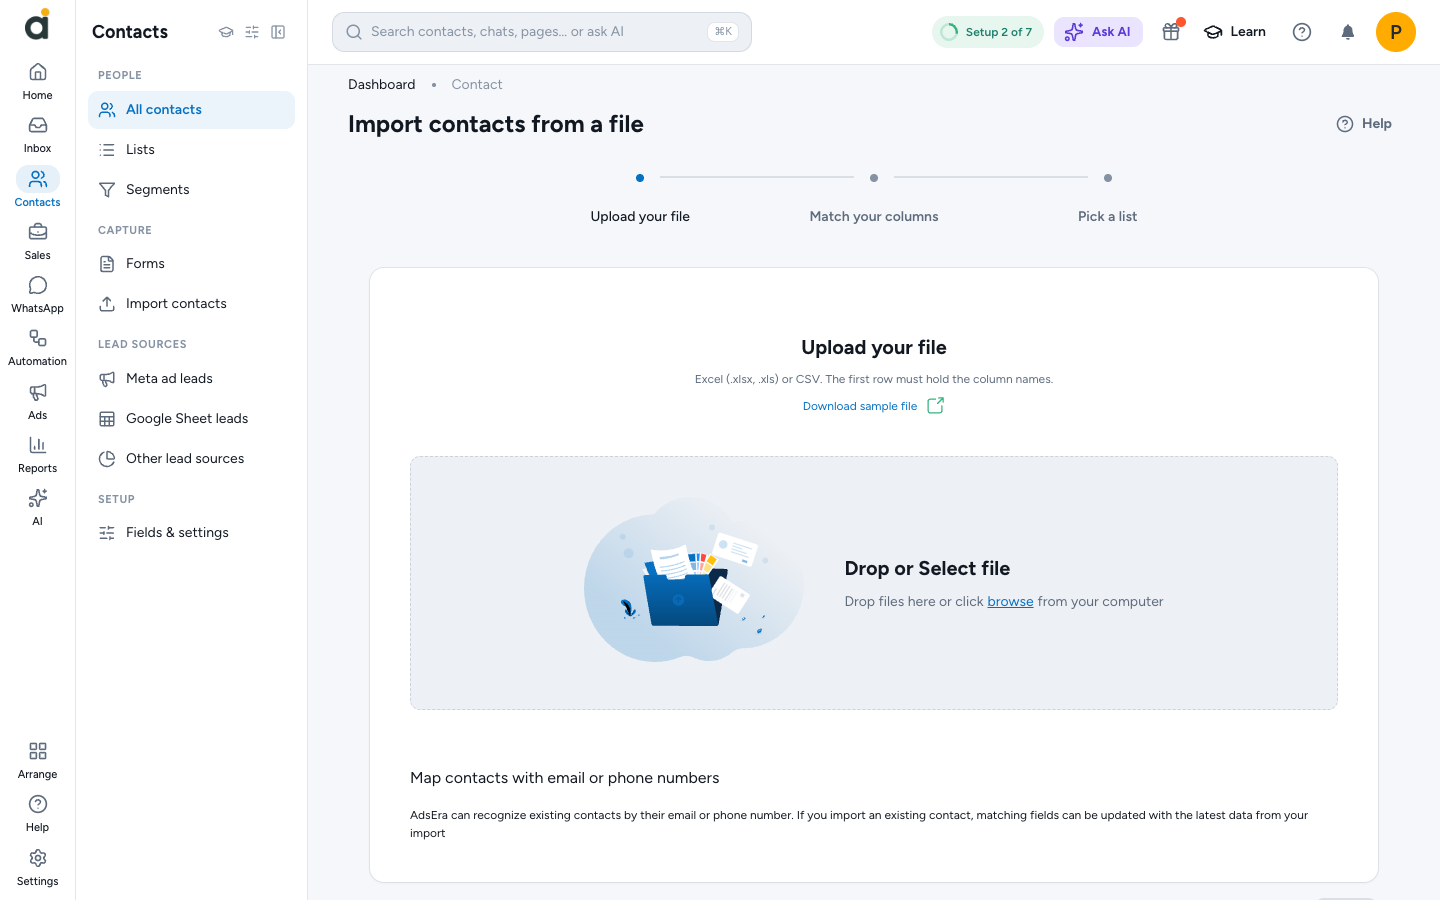 Contacts
Home
Inbox
Contacts
Sales
WhatsApp
Automation
Ads
Reports
AI
Arrange
Help
Settings
PEOPLE
All contacts
Lists
Segments
CAPTURE
Forms
Import contacts
LEAD SOURCES
Meta ad leads
Google Sheet leads
Other lead sources
SETUP
Fields & settings
Search contacts, chats, pages... or ask AI
⌘K
Setup 2 of 7
Ask AI
Learn
P
Dashboard • Contact
Import contacts from a file
Help
Upload your file
Match your columns
Pick a list
Upload your file
Excel (.xlsx, .xls) or CSV. The first row must hold the column names.
Download sample file
Drop or Select file
Drop files here or click browse from your computer
Map contacts with email or phone numbers
AdsEra can recognize existing contacts by their email or phone number. If you import an existing contact, matching fields can be updated with the latest data from your
import